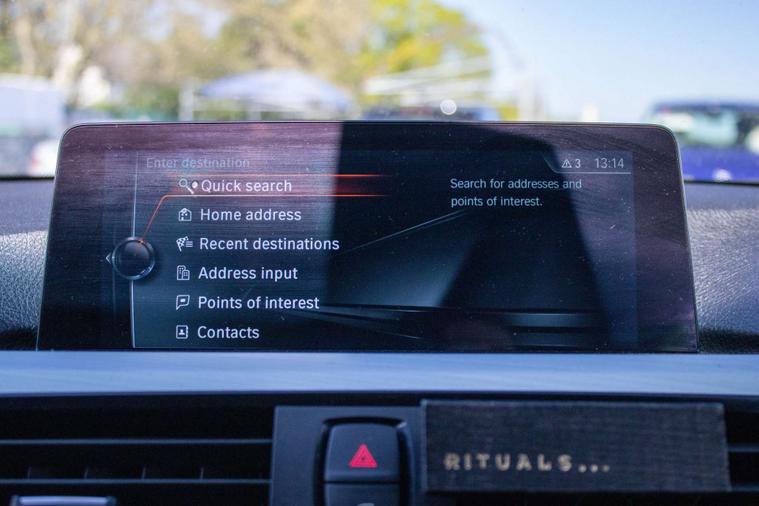 Enter destination
3 13:14
Quick search
Search for addresses and
points of interest.
Home address
Recent destinations
Address input
Points of interest
Contacts
RITUALS...